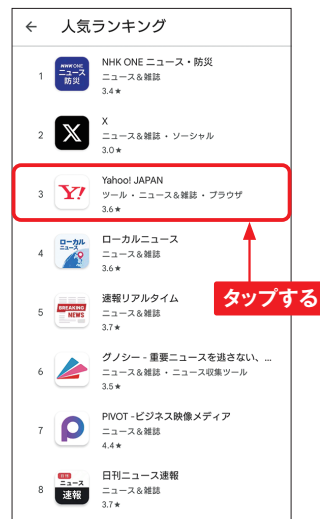 ← 人気ランキング
1
NHK ONE
ニュース
防災
NHK ONE ニュース・防災
ニュース&雑誌
3.4★
2
X
X
ニュース&雑誌・ソーシャル
3.0★
3
Y!
Yahoo! JAPAN
ツール・ニュース&雑誌・ブラウザ
3.6★
4
ローカル
ニュース
ローカルニュース
ニュース&雑誌
3.6★
タップする
5
BREAKING
NEWS
速報リアルタイム
ニュース&雑誌
3.7★
6
グノシー - 重要ニュースを逃さない、...
ニュース&雑誌・ニュース収集ツール
3.5★
7
PIVOT -ビジネス映像メディア
ニュース&雑誌
4.4★
8
日刊
ニュース
速報
日刊ニュース速報
ニュース&雑誌
3.7★